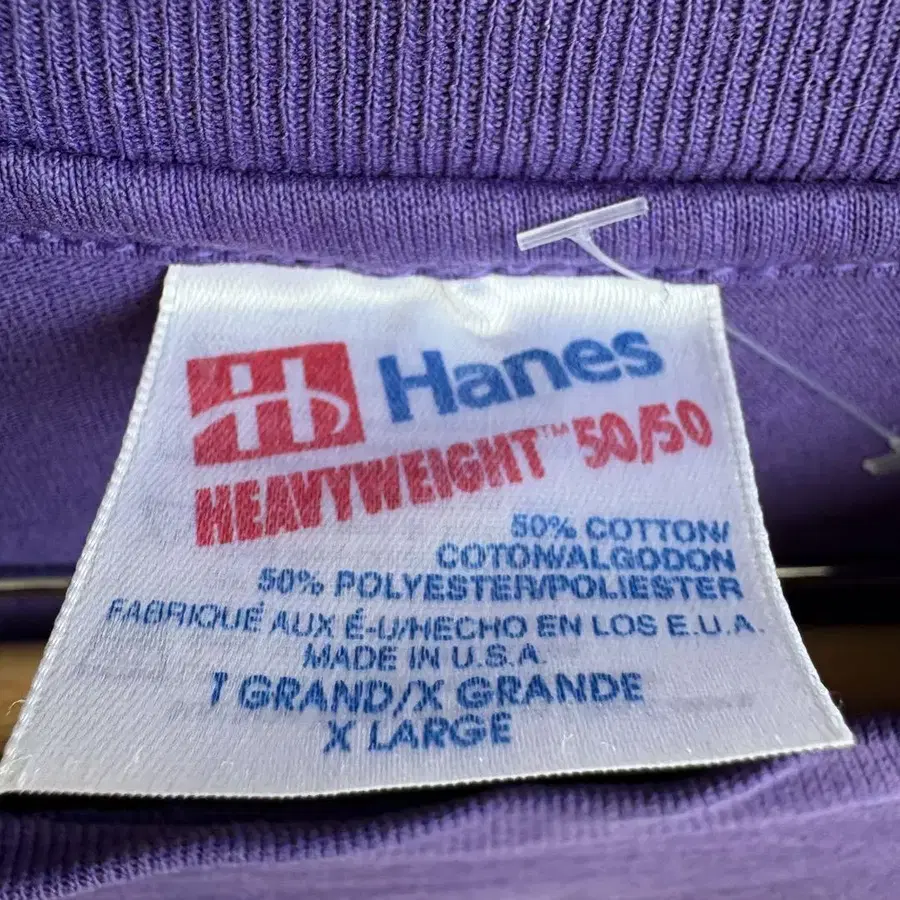 H Hanes
HEAVYWEIGHT™ 50/50
50% COTTON/
COTON/ALGODON
50% POLYESTER/POLIESTER
FABRIQUÉ AUX É-U/HECHO EN LOS E.U.A.
MADE IN U.S.A.
T GRAND/X GRANDE
X LARGE